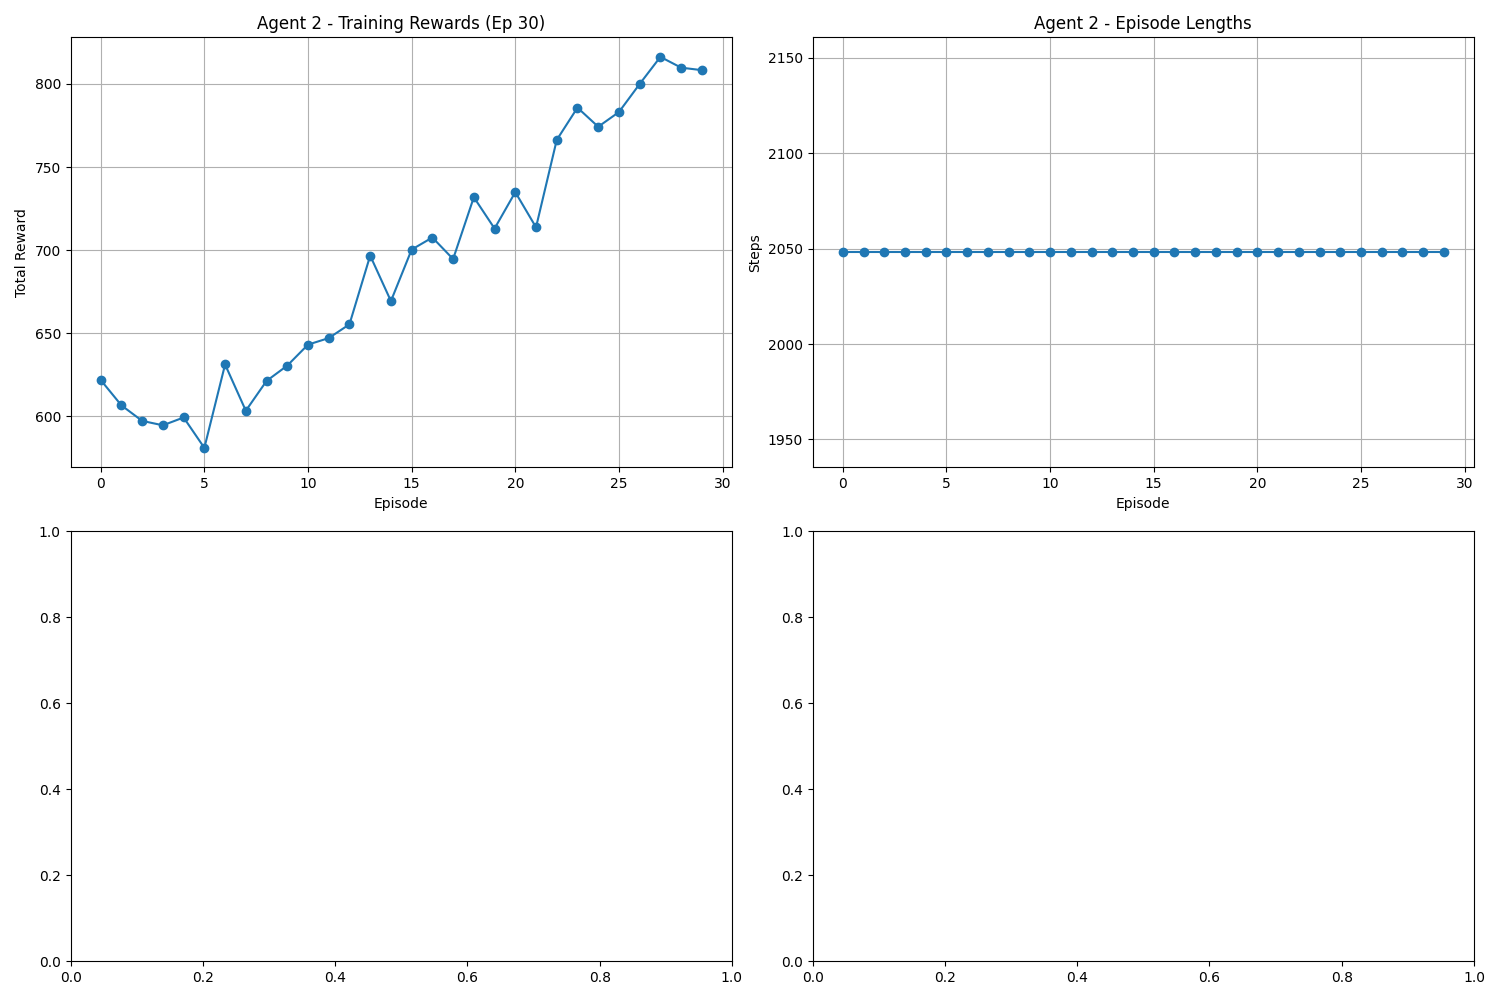 Agent 2 - Training Rewards (Ep 30)
Total Reward
800
750
700
650
600
0 5 10 15 20 25 30
Episode
Agent 2 - Episode Lengths
Steps
2150
2100
2050
2000
1950
0 5 10 15 20 25 30
Episode
1.0
0.8
0.6
0.4
0.2
0.0
0.0 0.2 0.4 0.6 0.8 1.0
1.0
0.8
0.6
0.4
0.2
0.0
0.0 0.2 0.4 0.6 0.8 1.0